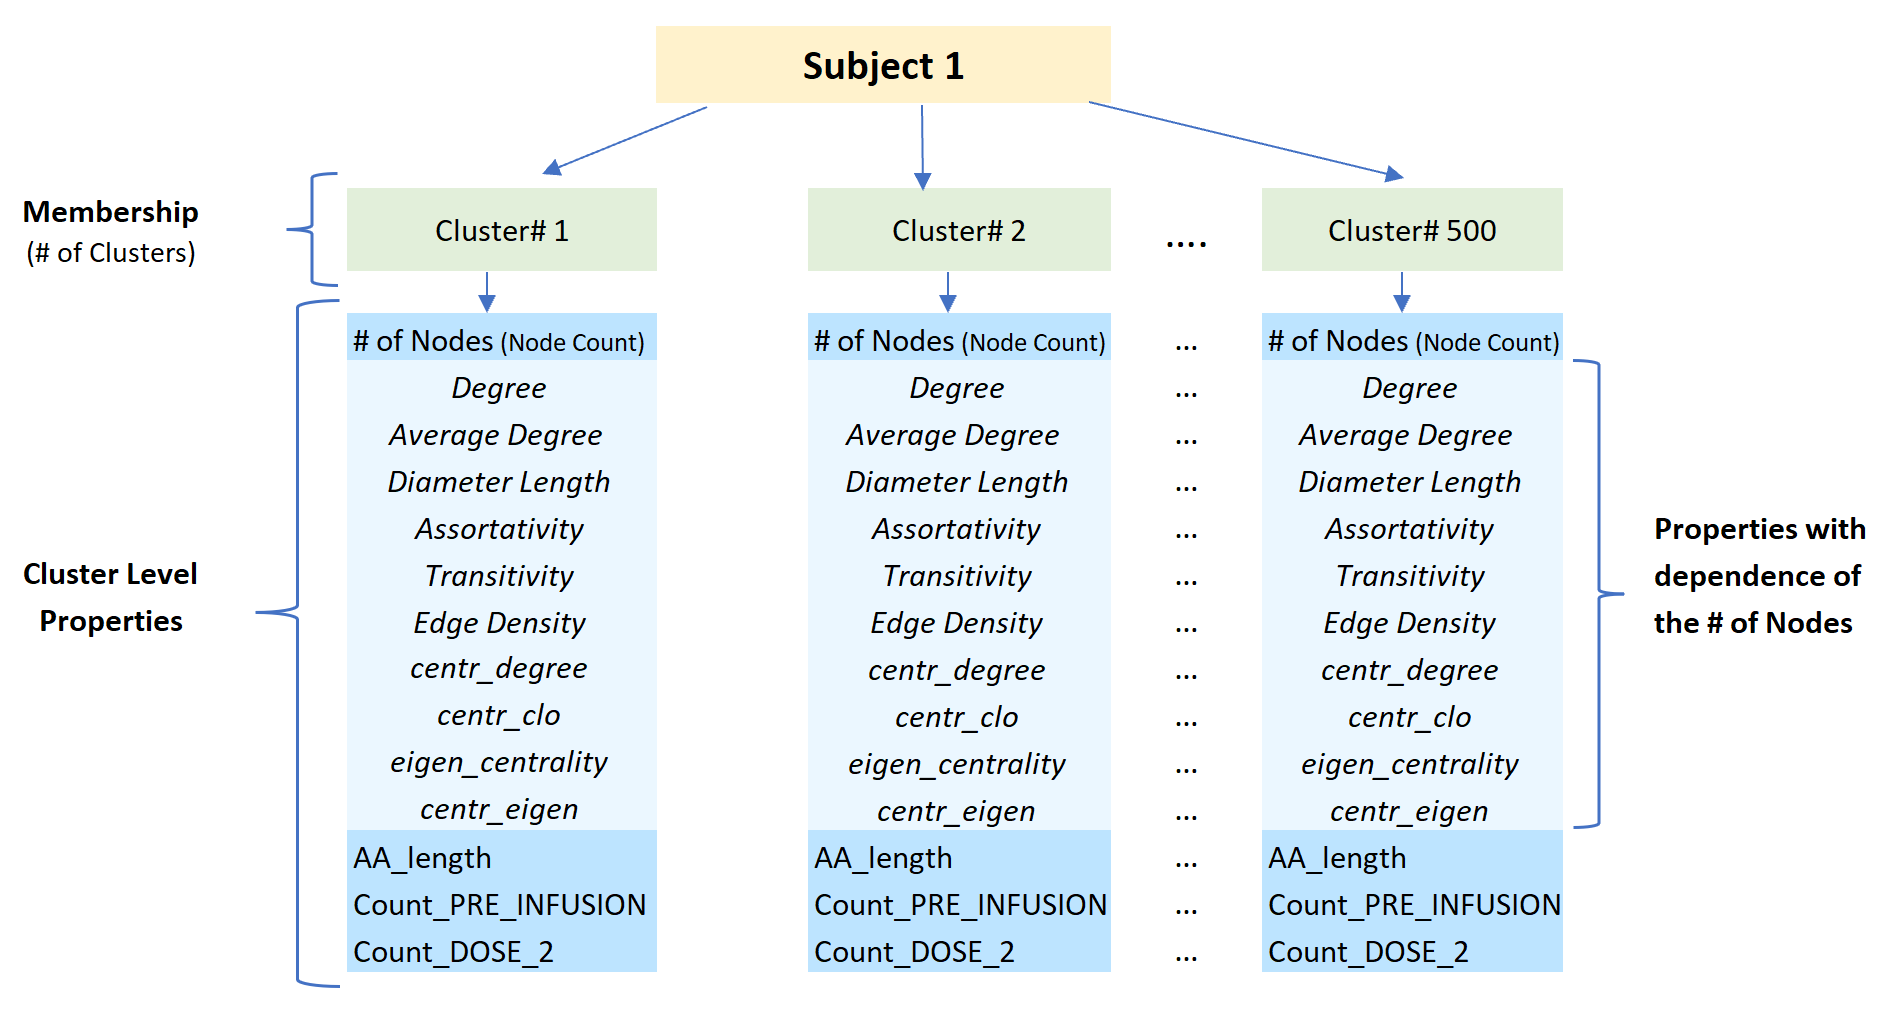 Subject 1
Membership
(# of Clusters)
Cluster# 1
Cluster# 2
....
Cluster# 500
# of Nodes (Node Count)
# of Nodes (Node Count)
...
# of Nodes (Node Count)
Degree
Degree
...
Degree
Average Degree
Average Degree
...
Average Degree
Diameter Length
Diameter Length
...
Diameter Length
Assortativity
Assortativity
...
Assortativity
Transitivity
Transitivity
...
Transitivity
Edge Density
Edge Density
...
Edge Density
centr_degree
centr_degree
...
centr_degree
centr_clo
centr_clo
...
centr_clo
eigen_centrality
eigen_centrality
...
eigen_centrality
centr_eigen
centr_eigen
...
centr_eigen
AA_length
AA_length
...
AA_length
Count_PRE_INFUSION
Count_PRE_INFUSION
...
Count_PRE_INFUSION
Count_DOSE_2
Count_DOSE_2
...
Count_DOSE_2
Cluster Level
Properties
Properties with
dependence of
the # of Nodes